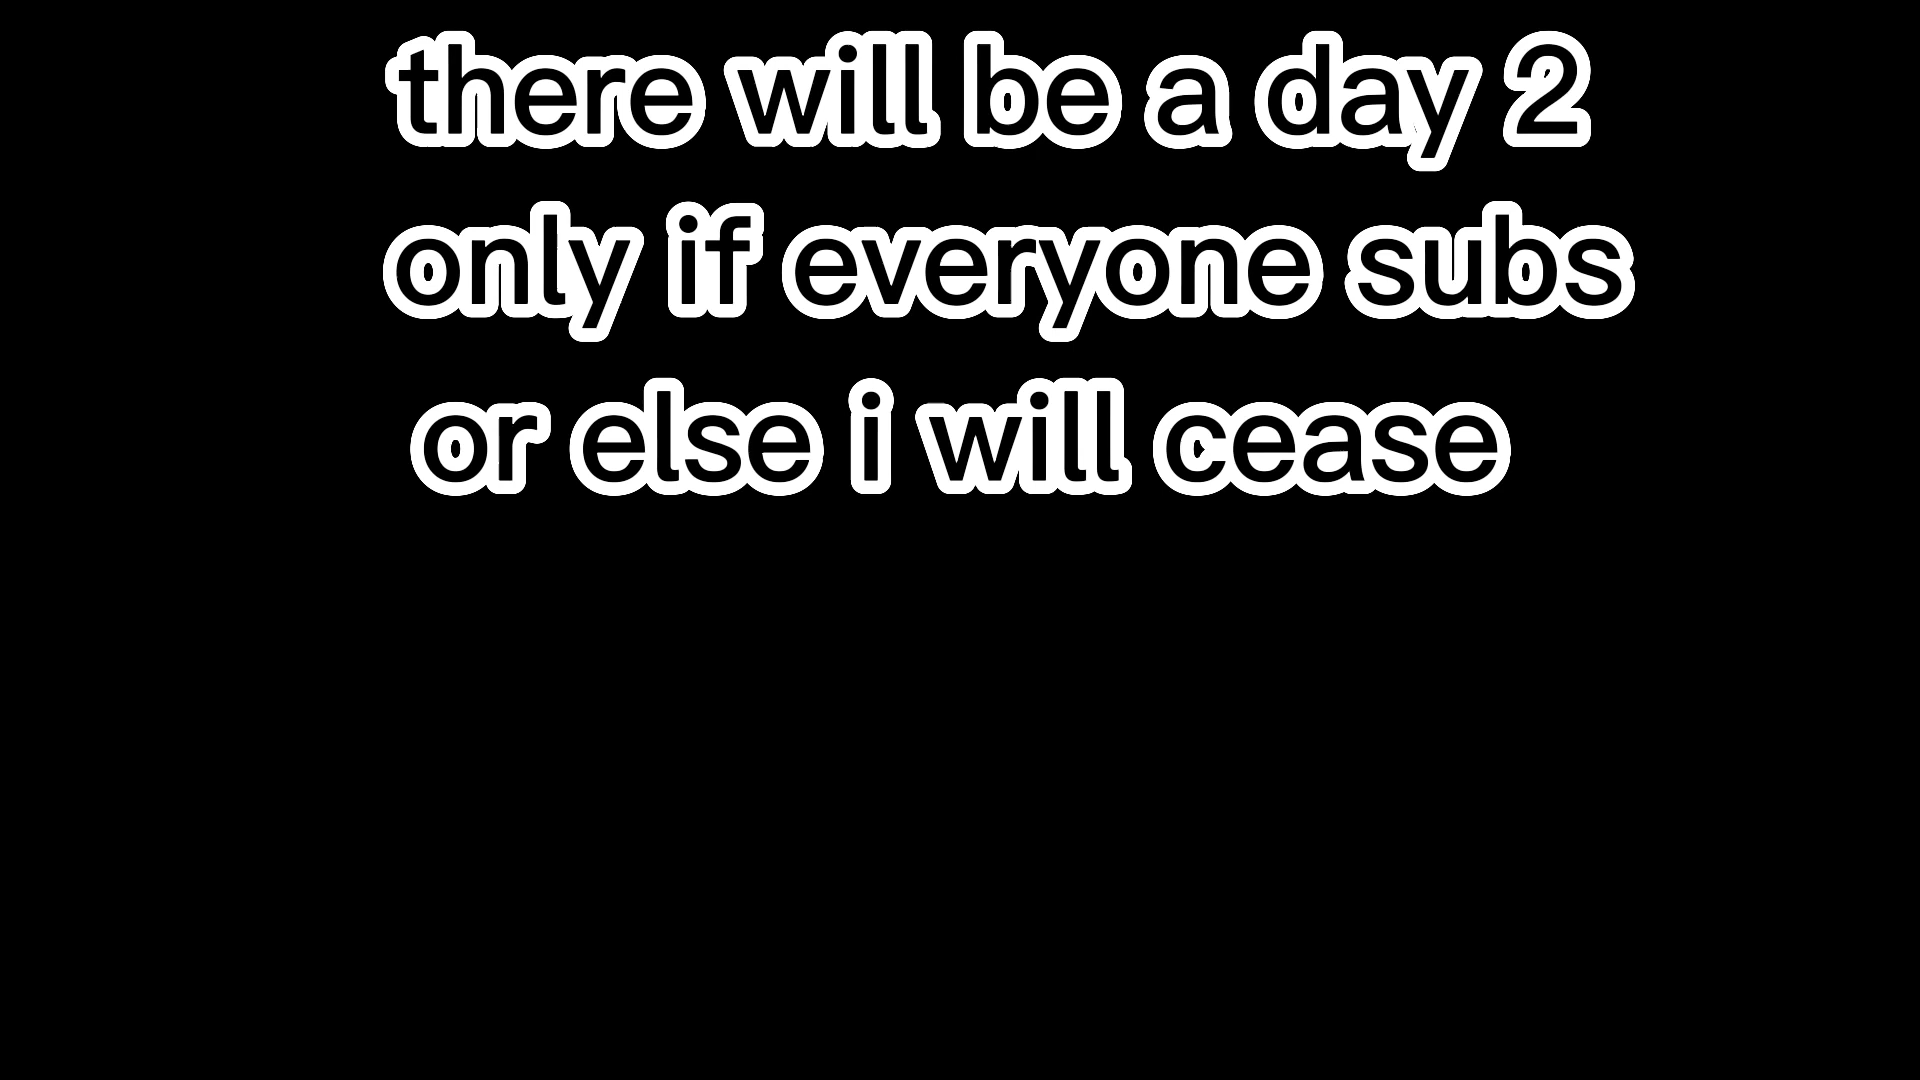 there will be a day 2
only if everyone subs
or else i will cease